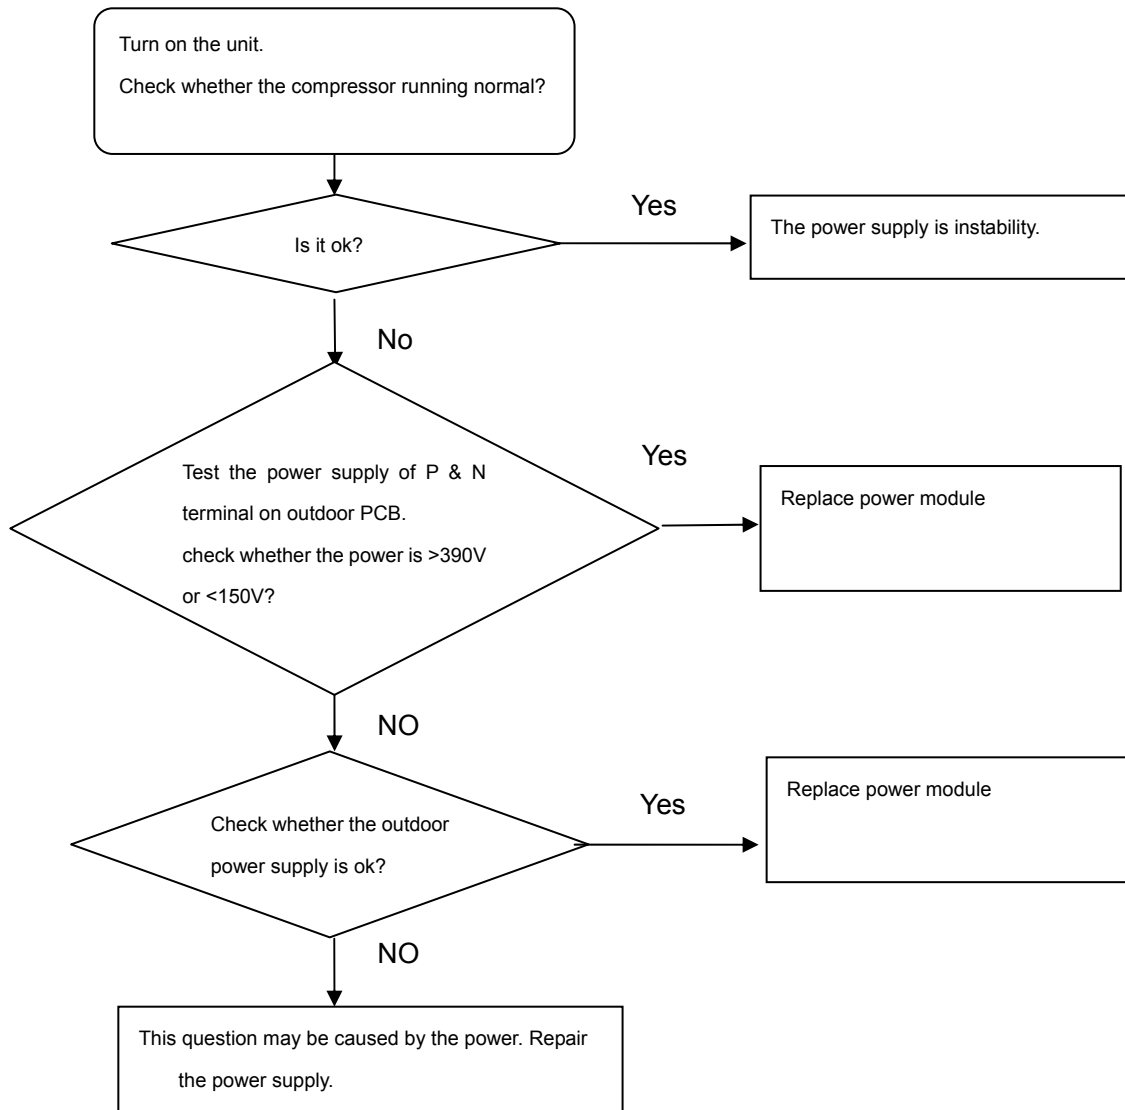 Turn on the unit.
Check whether the compressor running normal?
Yes
The power supply is instability.
Is it ok?
No
Yes
Test the power supply of P & N
terminal on outdoor PCB.
check whether the power is >390V
or <150V?
Replace power module
NO
Yes
Replace power module
Check whether the outdoor
power supply is ok?
NO
This question may be caused by the power. Repair
the power supply.